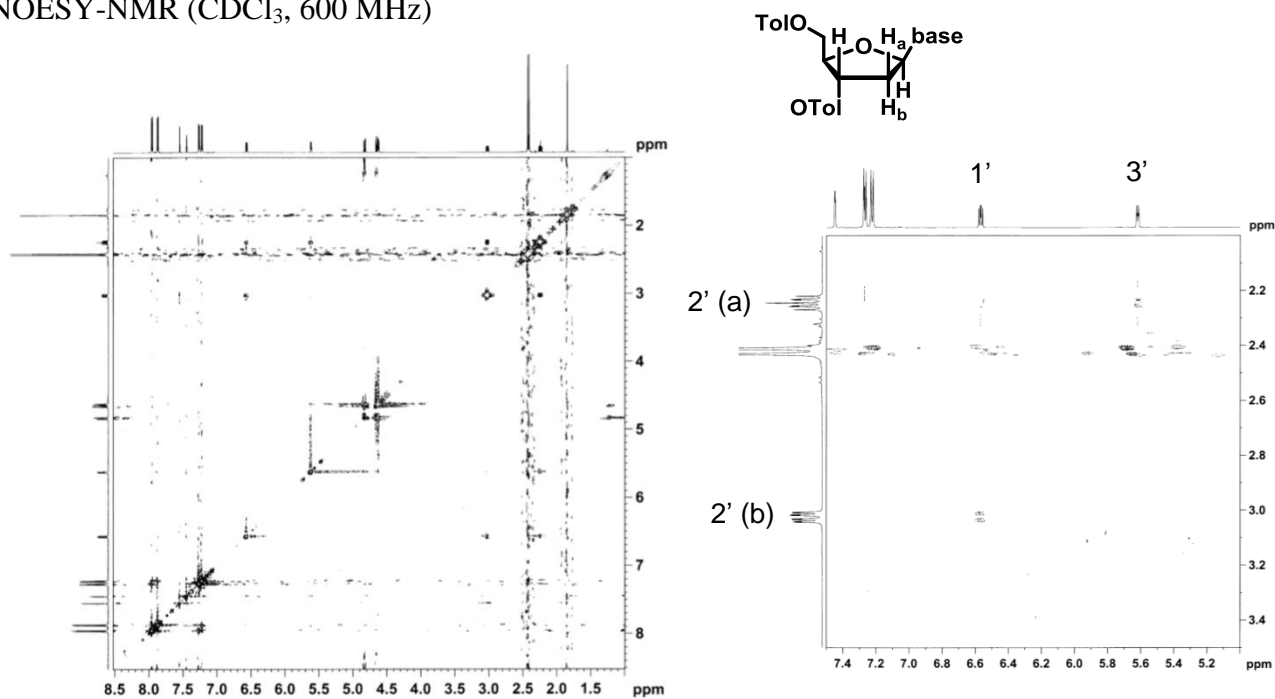 NOESY-NMR (CDCl₃, 600 MHz)
TolO
H
O
Hₐ
base
H
OTol
H_b
ppm
2
3
4
5
6
7
8
8.5 8.0 7.5 7.0 6.5 6.0 5.5 5.0 4.5 4.0 3.5 3.0 2.5 2.0 1.5 ppm
1’ 3’
ppm
2’ (a)
2’ (b)
2.2
2.4
2.6
2.8
3.0
3.2
3.4
7.4 7.2 7.0 6.8 6.6 6.4 6.2 6.0 5.8 5.6 5.4 5.2 ppm